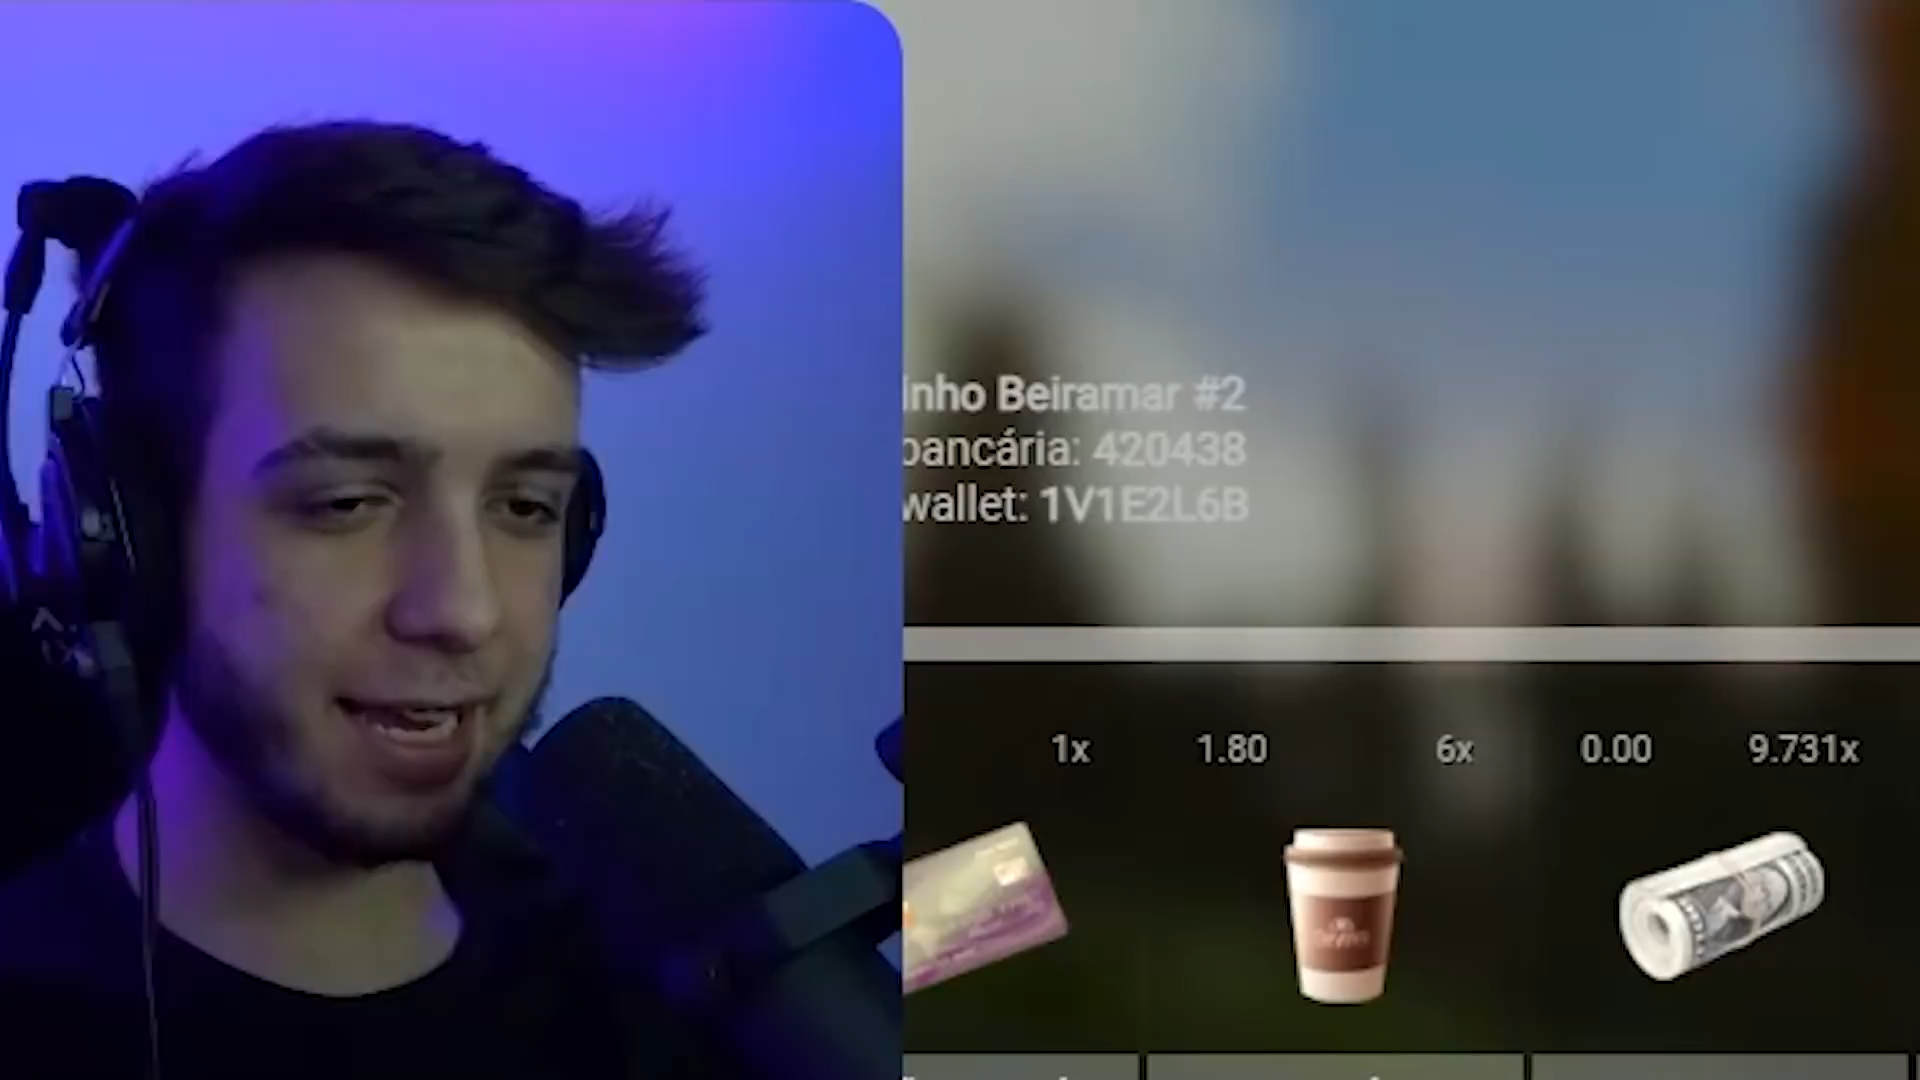 inho Beiramar #2
bancária: 420438
wallet: 1V1E2L6B
1x 1.80 6x 0.00 9.731x